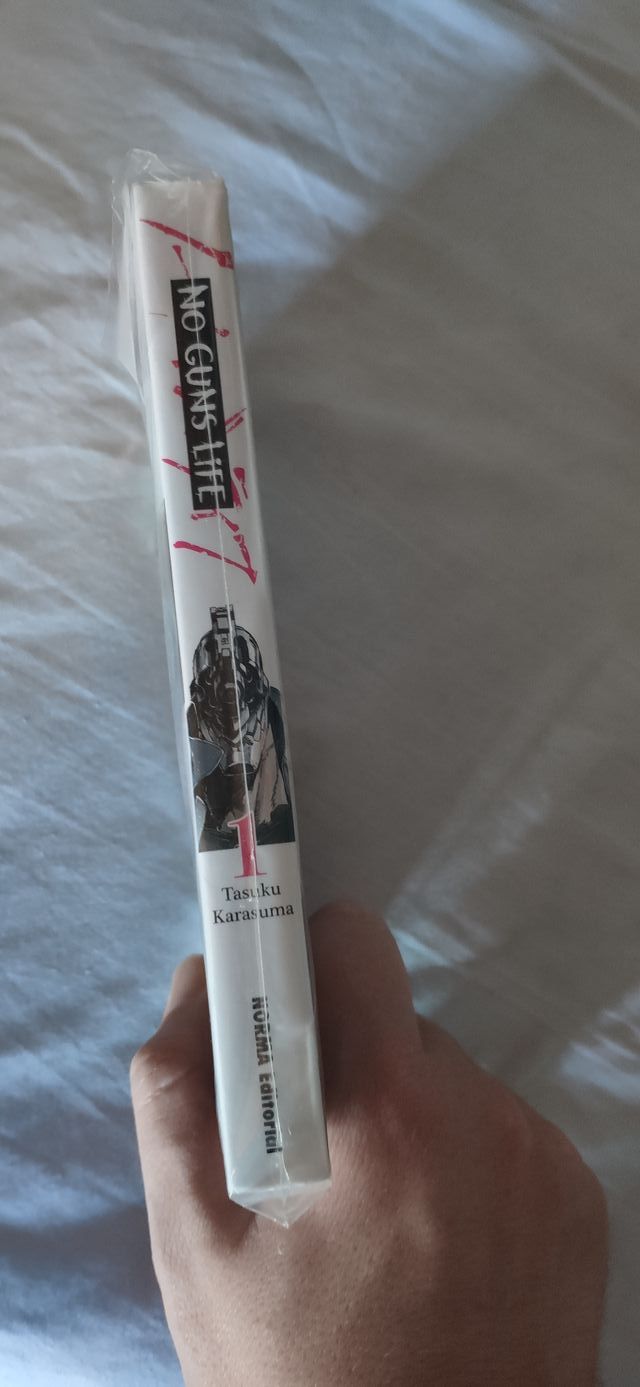 NO GUNS LIFE
1
Tasuku
Karasuma
NORMA Editorial